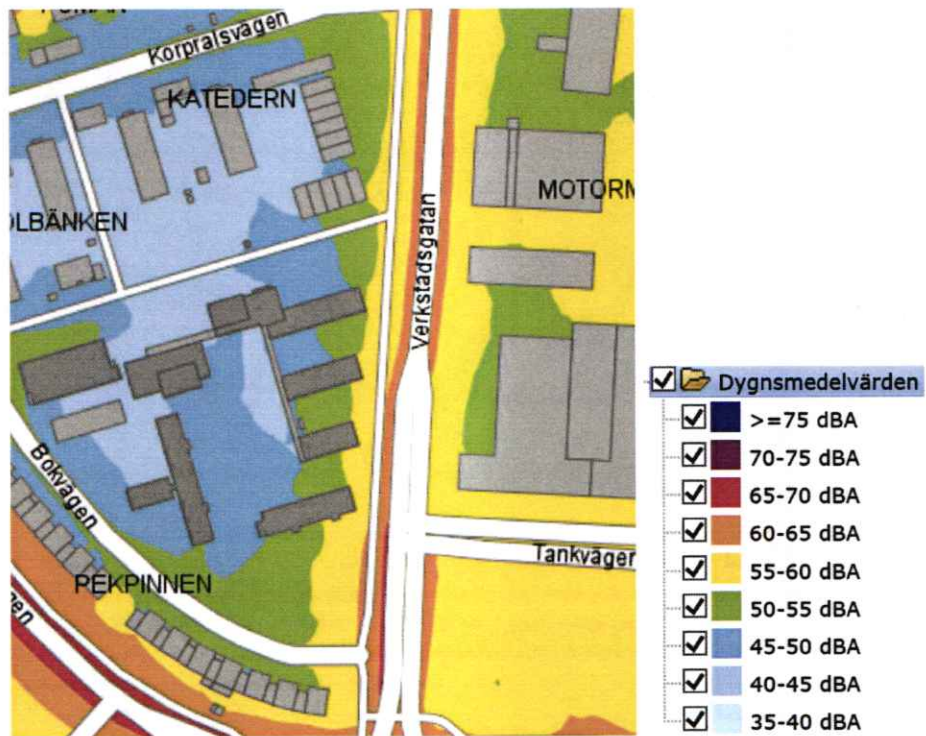 Korpralsvägen
KATEDERN
MOTORM
OLBÄNKEN
Verkstadsgatan
Bokvägen
Tankvägen
PEKPINNEN
gen
Dygnsmedelvärden
>=75 dBA
70-75 dBA
65-70 dBA
60-65 dBA
55-60 dBA
50-55 dBA
45-50 dBA
40-45 dBA
35-40 dBA